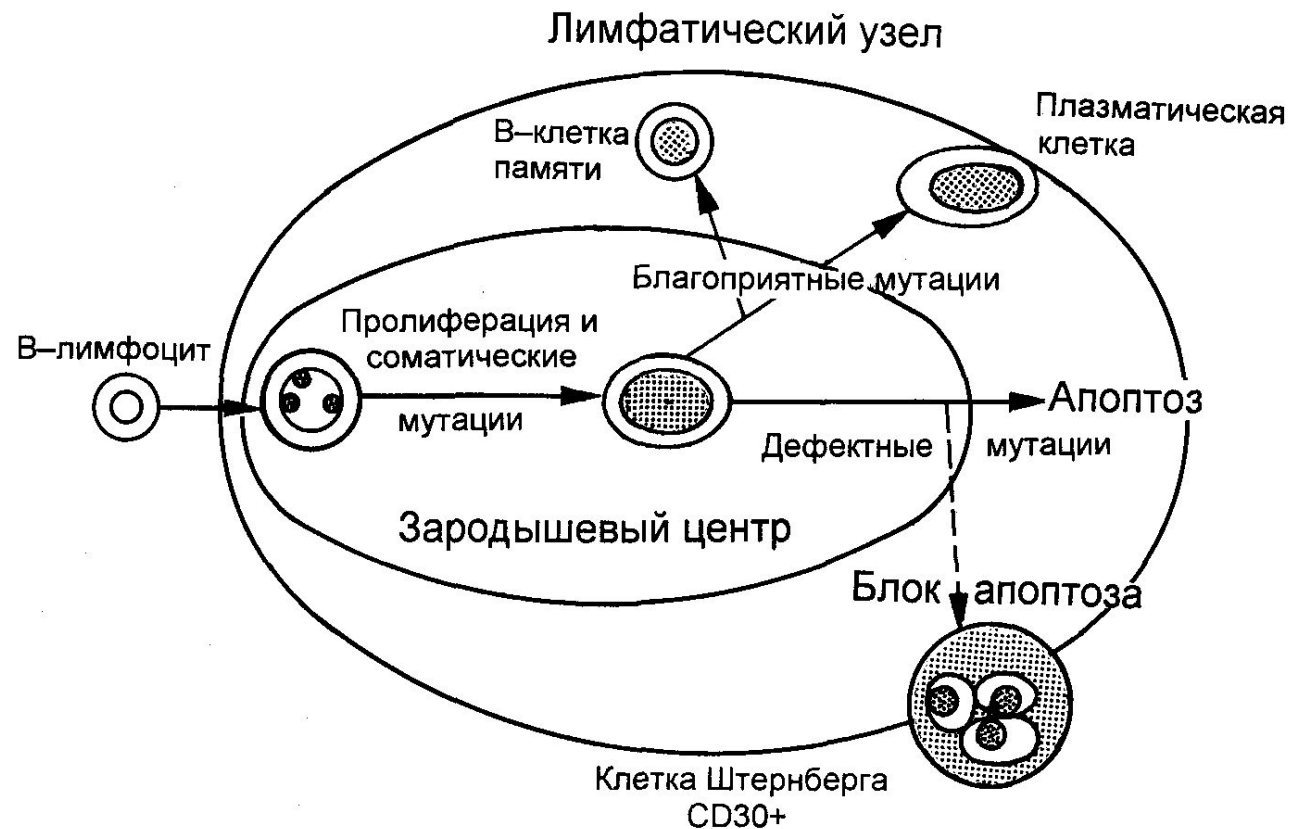 Лимфатический узел
Плазматическая
клетка
В–клетка
памяти
Благоприятные мутации
Пролиферация и
соматические
мутации
В–лимфоцит
Апоптоз
Дефектные мутации
Зародышевый центр
Блок апоптоза
Клетка Штернберга
CD30+